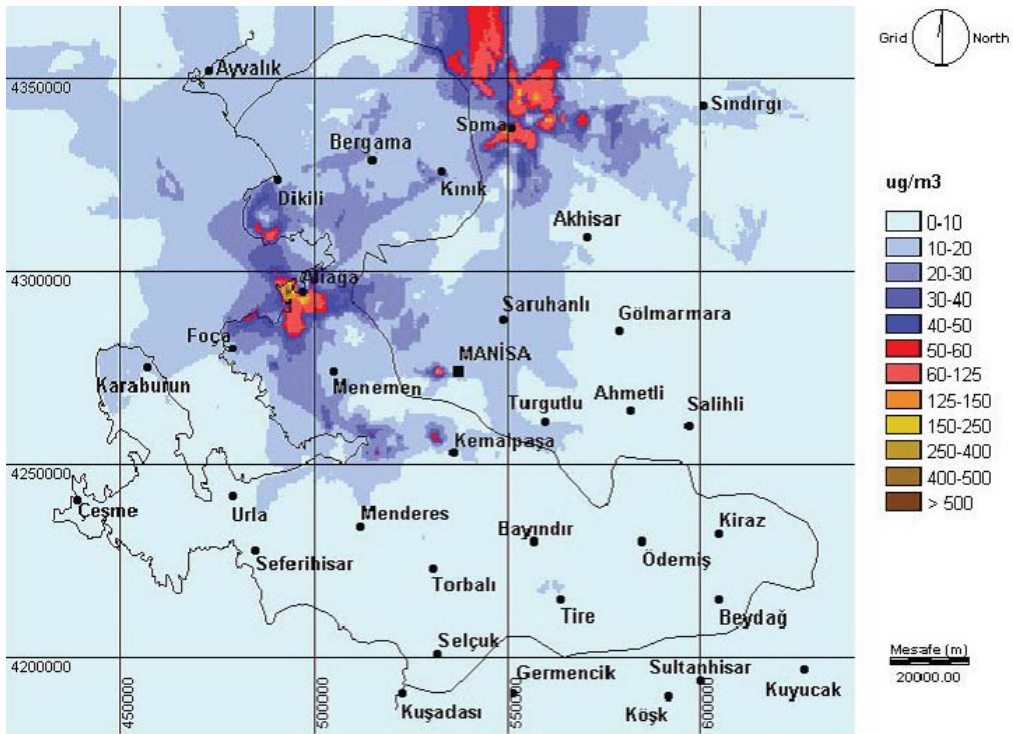 Grid North
Ayvalık
4350000
Sındırgı
Soma
Bergama
Kınık
Dikili
Akhisar
4300000
Aliağa
Saruhanlı
Gölmarmara
Foça
MANİSA
Karaburun
Menemen
Turgutlu
Ahmetli
Salihli
Kemalpaşa
4250000
Çeşme
Urla
Menderes
Bayındır
Kiraz
Seferihisar
Ödemiş
Torbalı
Tire
Beydağ
Selçuk
4200000
Germencik
Sultanhisar
Kuyucak
Kuşadası
Köşk
450000
500000
550000
600000
ug/m3
0-10
10-20
20-30
30-40
40-50
50-60
60-125
125-150
150-250
250-400
400-500
> 500
Mesafe (m)
20000.00